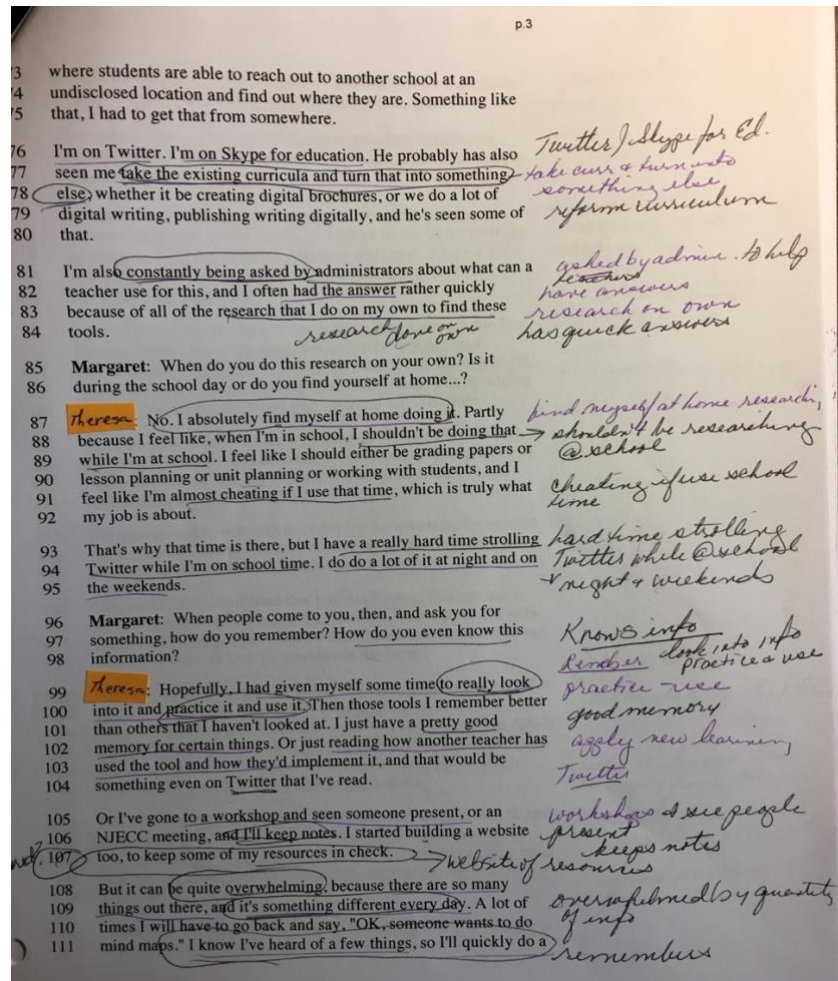 p.3
3 where students are able to reach out to another school at an
4 undisclosed location and find out where they are. Something like
5 that, I had to get that from somewhere.
Twitter / Skype for Ed.
76 I'm on Twitter. I'm on Skype for education. He probably has also
77 seen me take the existing curricula and turn that into something take curr & turn into
78 else, whether it be creating digital brochures, or we do a lot of something else
79 digital writing, publishing writing digitally, and he's seen some of reform curriculum
80 that.
81 I'm also constantly being asked by administrators about what can a asked by admin. to help
teachers
82 teacher use for this, and I often had the answer rather quickly have answers
83 because of all of the research that I do on my own to find these research on own
84 tools. research done on own has quick answers
85 Margaret: When do you do this research on your own? Is it
86 during the school day or do you find yourself at home...?
87 Theresa: No. I absolutely find myself at home doing it. Partly find myself at home researching
88 because I feel like, when I'm in school, I shouldn't be doing that shouldn't be researching
89 while I'm at school. I feel like I should either be grading papers or @ school
90 lesson planning or unit planning or working with students, and I
91 feel like I'm almost cheating if I use that time, which is truly what cheating if use school
92 my job is about. time
93 That's why that time is there, but I have a really hard time strolling hard time strolling
94 Twitter while I'm on school time. I do do a lot of it at night and on Twitter while @ school
95 the weekends. night & weekends
96 Margaret: When people come to you, then, and ask you for
97 something, how do you remember? How do you even know this Knows info
98 information? look into info
practice & use
99 Theresa: Hopefully, I had given myself some time to really look practice use
100 into it and practice it and use it. Then those tools I remember better
101 than others that I haven't looked at. I just have a pretty good good memory
102 memory for certain things. Or just reading how another teacher has apply new learning
103 used the tool and how they'd implement it, and that would be
104 something even on Twitter that I've read. Twitter
105 Or I've gone to a workshop and seen someone present, or an workshops & see people
106 NJECC meeting, and I'll keep notes. I started building a website present
keeps notes
107 too, to keep some of my resources in check. website of resources
108 But it can be quite overwhelming, because there are so many
109 things out there, and it's something different every day. A lot of overwhelmed by quantity
110 times I will have to go back and say, "OK, someone wants to do of info
111 mind maps." I know I've heard of a few things, so I'll quickly do a remembers